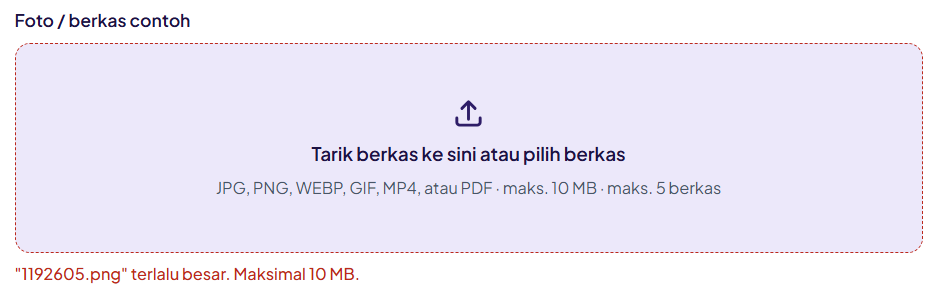 Foto / berkas contoh
Tarik berkas ke sini atau pilih berkas
JPG, PNG, WEBP, GIF, MP4, atau PDF · maks. 10 MB · maks. 5 berkas
"1192605.png" terlalu besar. Maksimal 10 MB.